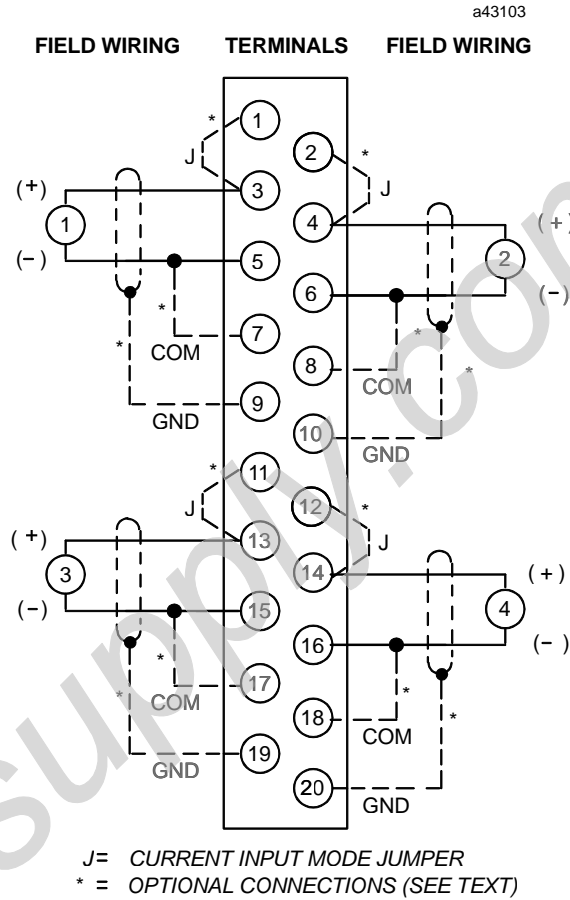 a43103
FIELD WIRING TERMINALS FIELD WIRING
* 1
2 *
J
3 J
(+)
4 (+)
1
(-) 5 2
6 (-)
* 7 *
* COM
8 *
COM
9
GND
10
GND
* 11
12 *
J
13 J
(+)
14 (+)
3
(-) 15 4
16 (-)
*
* 17 *
COM
18 *
COM
19
GND
20
GND
J= CURRENT INPUT MODE JUMPER
* = OPTIONAL CONNECTIONS (SEE TEXT)
supply.com